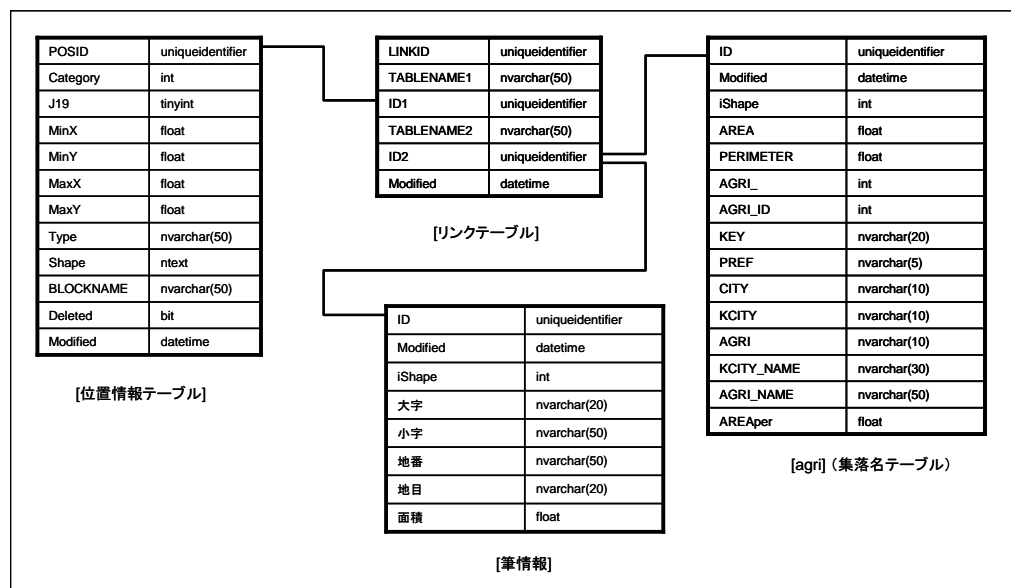 POSID uniqueidentifier
Category int
J19 tinyint
MinX float
MinY float
MaxX float
MaxY float
Type nvarchar(50)
Shape ntext
BLOCKNAME nvarchar(50)
Deleted bit
Modified datetime
[位置情報テーブル]
LINKID uniqueidentifier
TABLENAME1 nvarchar(50)
ID1 uniqueidentifier
TABLENAME2 nvarchar(50)
ID2 uniqueidentifier
Modified datetime
[リンクテーブル]
ID uniqueidentifier
Modified datetime
iShape int
大字 nvarchar(20)
小字 nvarchar(50)
地番 nvarchar(50)
地目 nvarchar(20)
面積 float
[筆情報]
ID uniqueidentifier
Modified datetime
iShape int
AREA float
PERIMETER float
AGRI_ int
AGRI_ID int
KEY nvarchar(20)
PREF nvarchar(5)
CITY nvarchar(10)
KCITY nvarchar(10)
AGRI nvarchar(10)
KCITY_NAME nvarchar(30)
AGRI_NAME nvarchar(50)
AREAper float
[agri]（集落名テーブル）